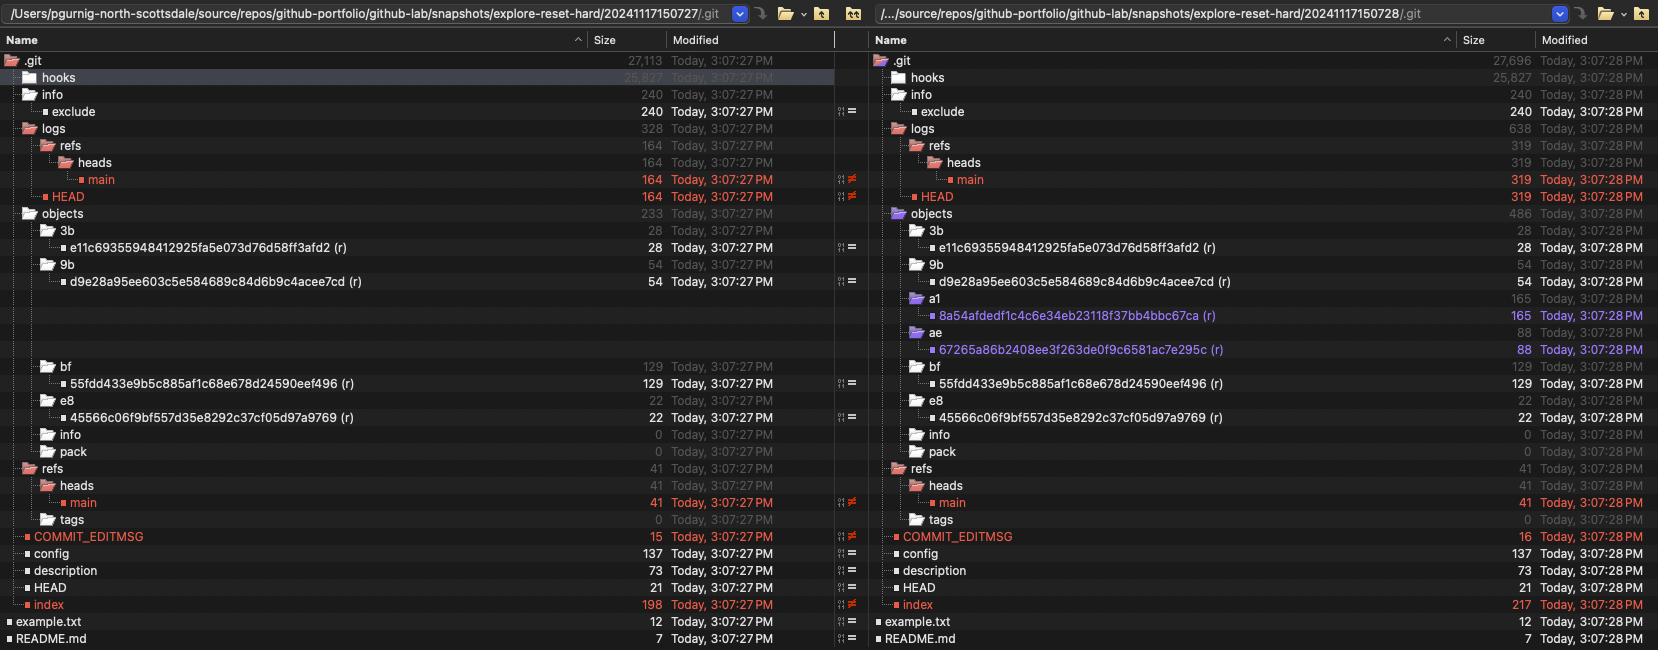 /Users/pgurnig-north-scottsdale/source/repos/github-portfolio/github-lab/snapshots/explore-reset-hard/20241117150727/.git /.../source/repos/github-portfolio/github-lab/snapshots/explore-reset-hard/20241117150728/.git
Name Size Modified Name Size Modified
.git 27,113 Today, 3:07:27 PM .git 27,696 Today, 3:07:28 PM
hooks 25,827 Today, 3:07:27 PM hooks 25,827 Today, 3:07:28 PM
info 240 Today, 3:07:27 PM info 240 Today, 3:07:28 PM
exclude 240 Today, 3:07:27 PM = exclude 240 Today, 3:07:28 PM
logs 328 Today, 3:07:27 PM logs 638 Today, 3:07:28 PM
refs 164 Today, 3:07:27 PM refs 319 Today, 3:07:28 PM
heads 164 Today, 3:07:27 PM heads 319 Today, 3:07:28 PM
main 164 Today, 3:07:27 PM ≠ main 319 Today, 3:07:28 PM
HEAD 164 Today, 3:07:27 PM ≠ HEAD 319 Today, 3:07:28 PM
objects 233 Today, 3:07:27 PM objects 486 Today, 3:07:28 PM
3b 28 Today, 3:07:27 PM 3b 28 Today, 3:07:28 PM
e11c69355948412925fa5e073d76d58ff3afd2 (r) 28 Today, 3:07:27 PM = e11c69355948412925fa5e073d76d58ff3afd2 (r) 28 Today, 3:07:28 PM
9b 54 Today, 3:07:27 PM 9b 54 Today, 3:07:28 PM
d9e28a95ee603c5e584689c84d6b9c4acee7cd (r) 54 Today, 3:07:27 PM = d9e28a95ee603c5e584689c84d6b9c4acee7cd (r) 54 Today, 3:07:28 PM
a1 165 Today, 3:07:28 PM
8a54afdedf1c4c6e34eb23118f37bb4bbc67ca (r) 165 Today, 3:07:28 PM
ae 88 Today, 3:07:28 PM
67265a86b2408ee3f263de0f9c6581ac7e295c (r) 88 Today, 3:07:28 PM
bf 129 Today, 3:07:27 PM bf 129 Today, 3:07:28 PM
55fdd433e9b5c885af1c68e678d24590eef496 (r) 129 Today, 3:07:27 PM = 55fdd433e9b5c885af1c68e678d24590eef496 (r) 129 Today, 3:07:28 PM
e8 22 Today, 3:07:27 PM e8 22 Today, 3:07:28 PM
45566c06f9bf557d35e8292c37cf05d97a9769 (r) 22 Today, 3:07:27 PM = 45566c06f9bf557d35e8292c37cf05d97a9769 (r) 22 Today, 3:07:28 PM
info 0 Today, 3:07:27 PM info 0 Today, 3:07:28 PM
pack 0 Today, 3:07:27 PM pack 0 Today, 3:07:28 PM
refs 41 Today, 3:07:27 PM refs 41 Today, 3:07:28 PM
heads 41 Today, 3:07:27 PM heads 41 Today, 3:07:28 PM
main 41 Today, 3:07:27 PM ≠ main 41 Today, 3:07:28 PM
tags 0 Today, 3:07:27 PM tags 0 Today, 3:07:28 PM
COMMIT_EDITMSG 15 Today, 3:07:27 PM ≠ COMMIT_EDITMSG 16 Today, 3:07:28 PM
config 137 Today, 3:07:27 PM = config 137 Today, 3:07:28 PM
description 73 Today, 3:07:27 PM = description 73 Today, 3:07:28 PM
HEAD 21 Today, 3:07:27 PM = HEAD 21 Today, 3:07:28 PM
index 198 Today, 3:07:27 PM ≠ index 217 Today, 3:07:28 PM
example.txt 12 Today, 3:07:27 PM = example.txt 12 Today, 3:07:28 PM
README.md 7 Today, 3:07:27 PM = README.md 7 Today, 3:07:28 PM